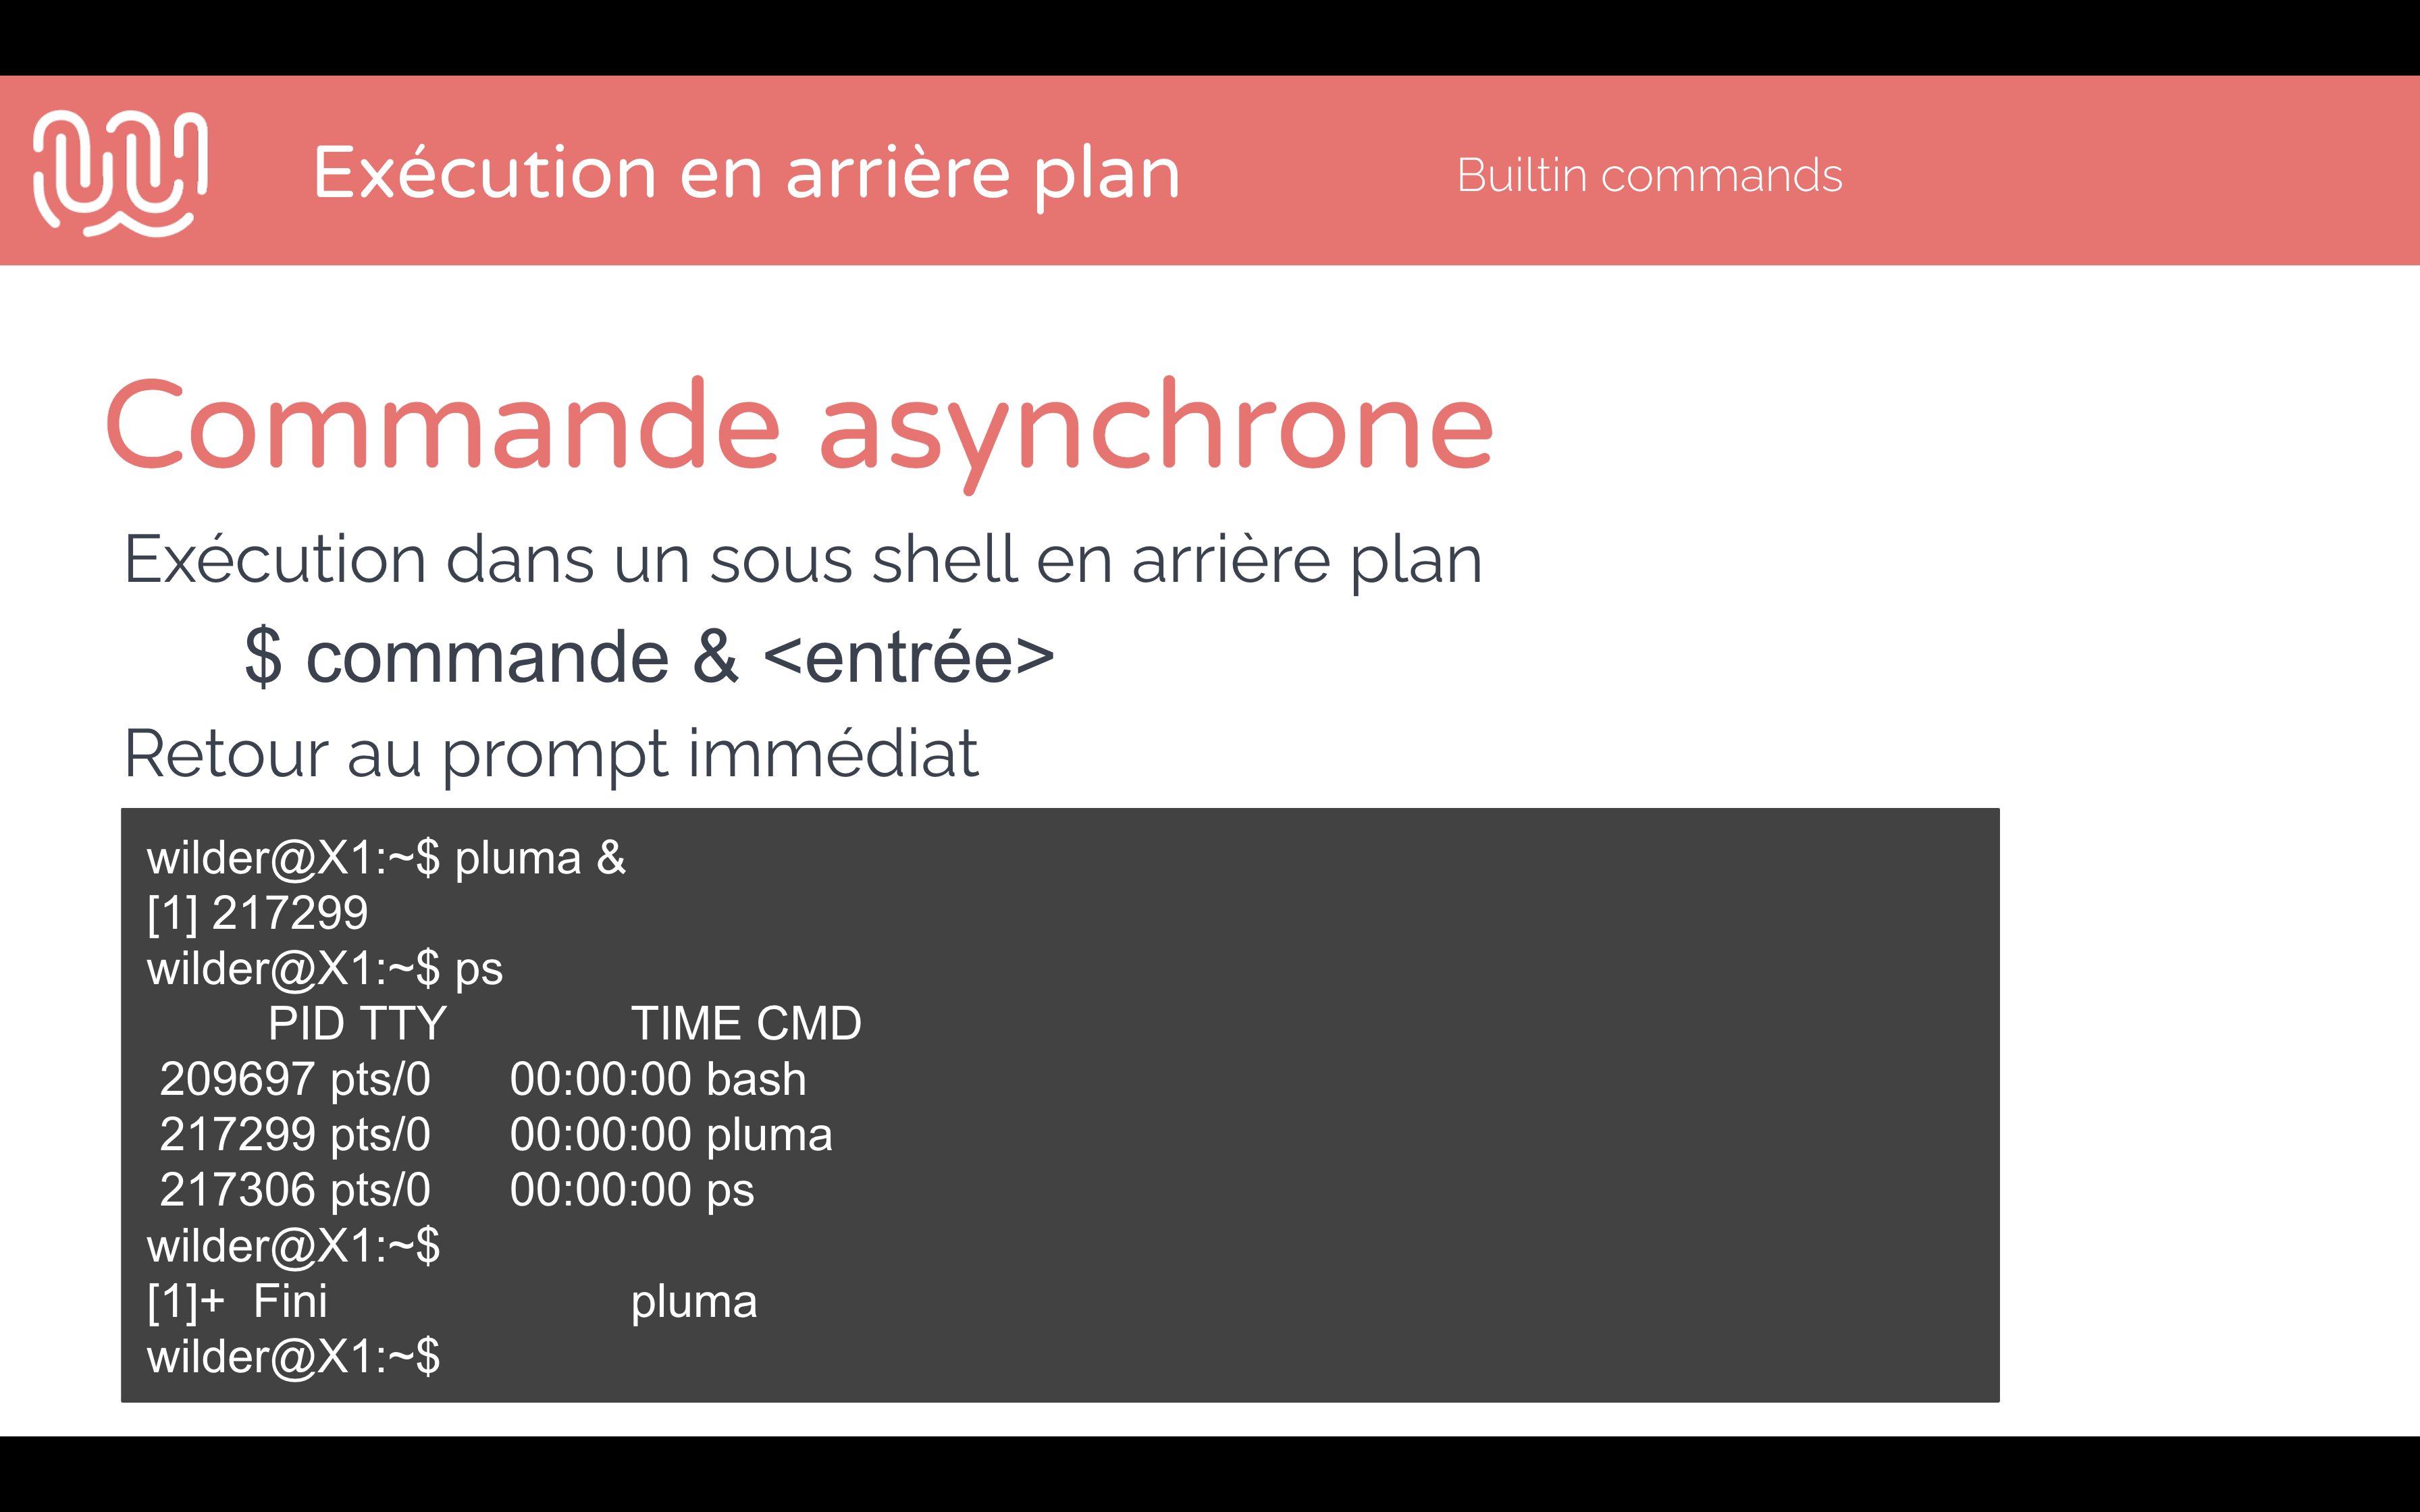 Exécution en arrière plan
Builtin commands
Commande asynchrone
Exécution dans un sous shell en arrière plan
$ commande & <entrée>
Retour au prompt immédiat
wilder@X1:~$ pluma &
[1] 217299
wilder@X1:~$ ps
PID TTY TIME CMD
209697 pts/0 00:00:00 bash
217299 pts/0 00:00:00 pluma
217306 pts/0 00:00:00 ps
wilder@X1:~$
[1]+ Fini pluma
wilder@X1:~$